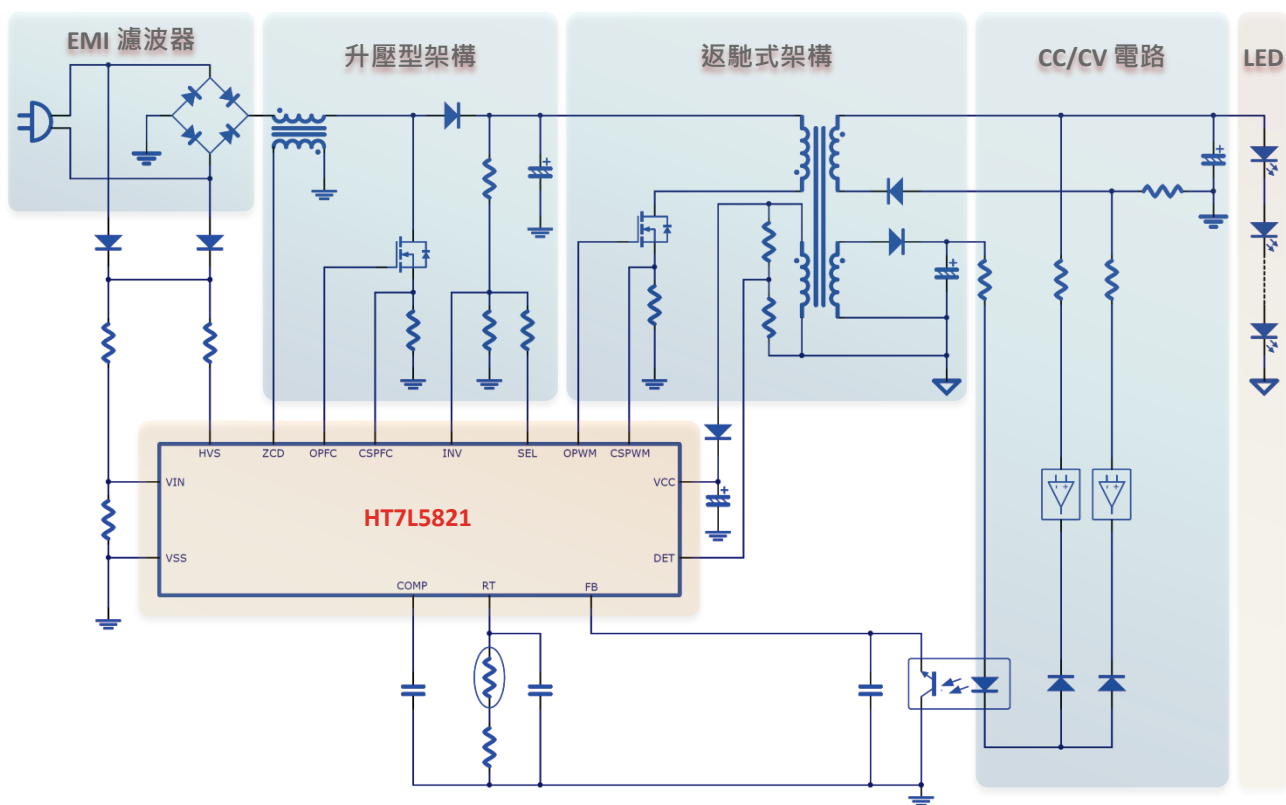 EMI 濾波器
升壓型架構
返馳式架構
CC/CV 電路
LED
HVS
ZCD
OPFC
CSPFC
INV
SEL
OPWM
CSPWM
VIN
VCC
HT7L5821
VSS
DET
COMP
RT
FB